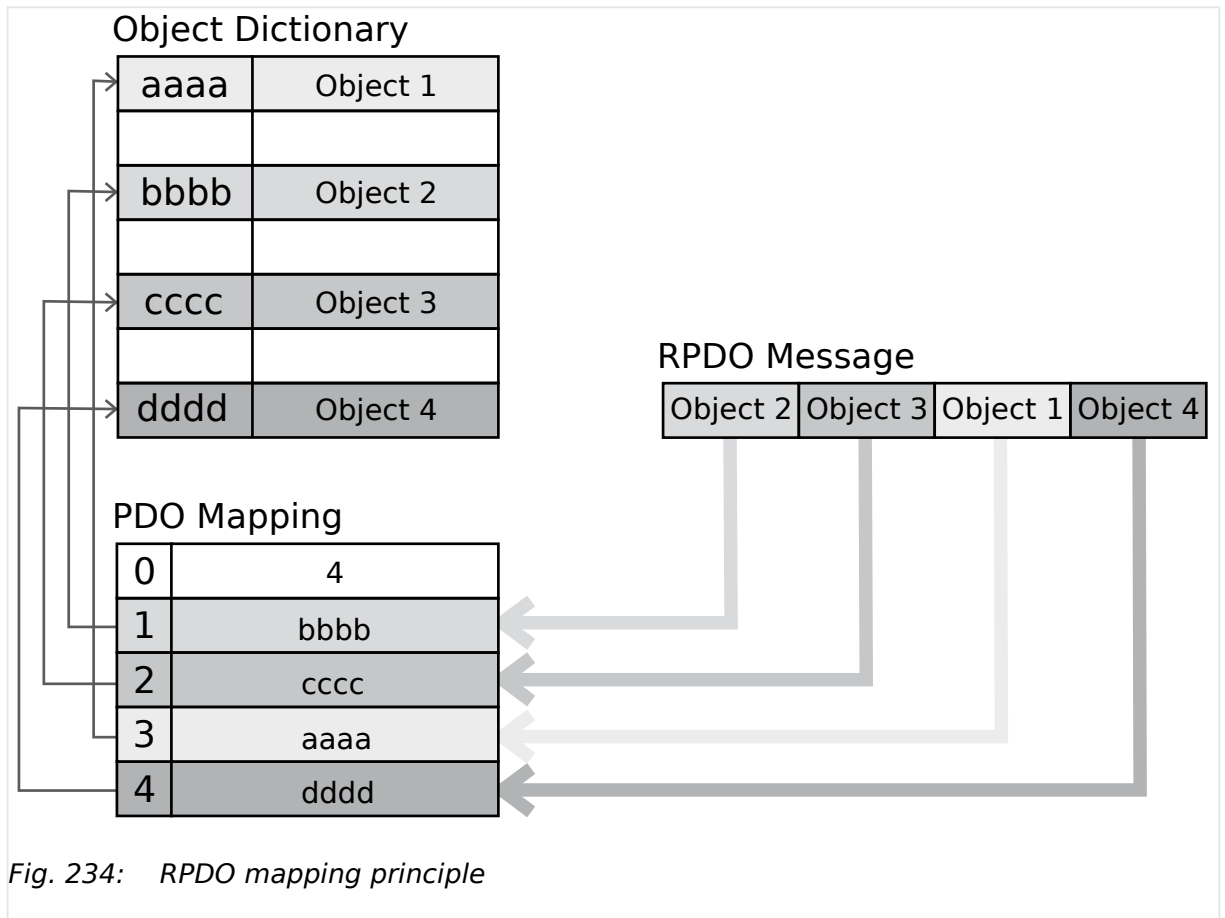 Object Dictionary
aaaa Object 1
bbbb Object 2
cccc Object 3
dddd Object 4
RPDO Message
Object 2 Object 3 Object 1 Object 4
PDO Mapping
0 4
1 bbbb
2 cccc
3 aaaa
4 dddd
Fig. 234: RPDO mapping principle